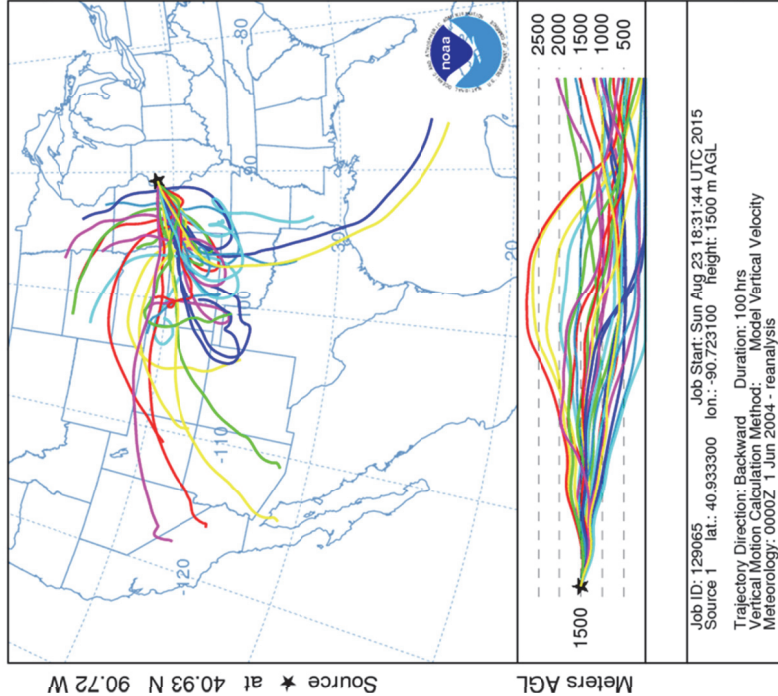 Source ★ at 40.93 N 90.72 W
-120
-110
-100
-90
-80
30
20
noaa
Meters AGL
1500
2500
2000
1500
1000
500
Job ID: 129065 Job Start: Sun Aug 23 18:31:44 UTC 2015
Source 1 lat.: 40.933300 lon.: -90.723100 height: 1500 m AGL
Trajectory Direction: Backward Duration: 100 hrs
Vertical Motion Calculation Method: Model Vertical Velocity
Meteorology: 0000Z 1 Jun 2004 - reanalysis